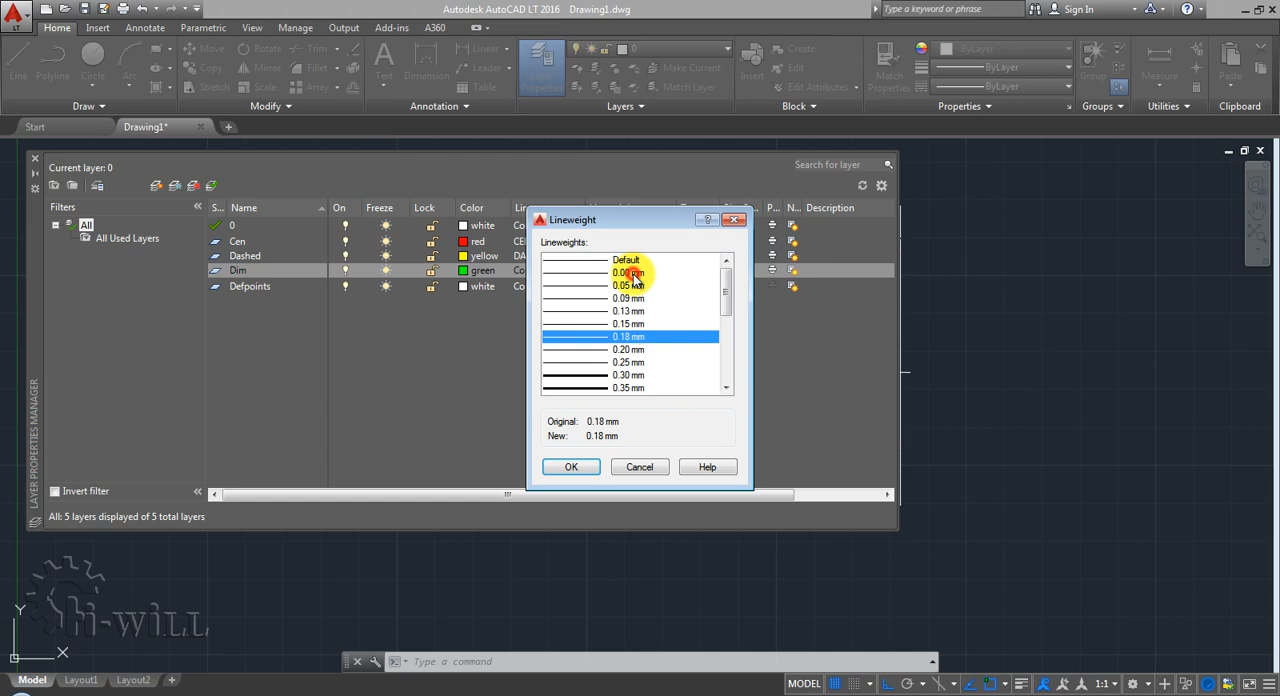 Autodesk AutoCAD LT 2016 Drawing1.dwg
Type a keyword or phrase
Sign In
LT
Home Insert Annotate Parametric View Manage Output Add-ins A360
Line Polyline Circle Arc
Move Rotate Trim
Copy Mirror Fillet
Stretch Scale Array
Text Dimension
Linear
Leader
Table
Layer Properties
0
Make Current
Match Layer
Insert
Create
Edit
Edit Attributes
Match Properties
ByLayer
ByLayer
ByLayer
Group
Measure
Paste
Draw Modify Annotation Layers Block Properties Groups Utilities Clipboard
Start Drawing1*
Current layer: 0
Search for layer
Filters
All
All Used Layers
S... Name On Freeze Lock Color P... N... Description
0 white
Cen red
Dashed yellow
Dim green
Defpoints white
Invert filter
All: 5 layers displayed of 5 total layers
LAYER PROPERTIES MANAGER
Lineweight
Lineweights:
Default
0.00 mm
0.05 mm
0.09 mm
0.13 mm
0.15 mm
0.18 mm
0.20 mm
0.25 mm
0.30 mm
0.35 mm
Original: 0.18 mm
New: 0.18 mm
OK Cancel Help
hi-will
Y
X
Type a command
Model Layout1 Layout2
MODEL
1:1